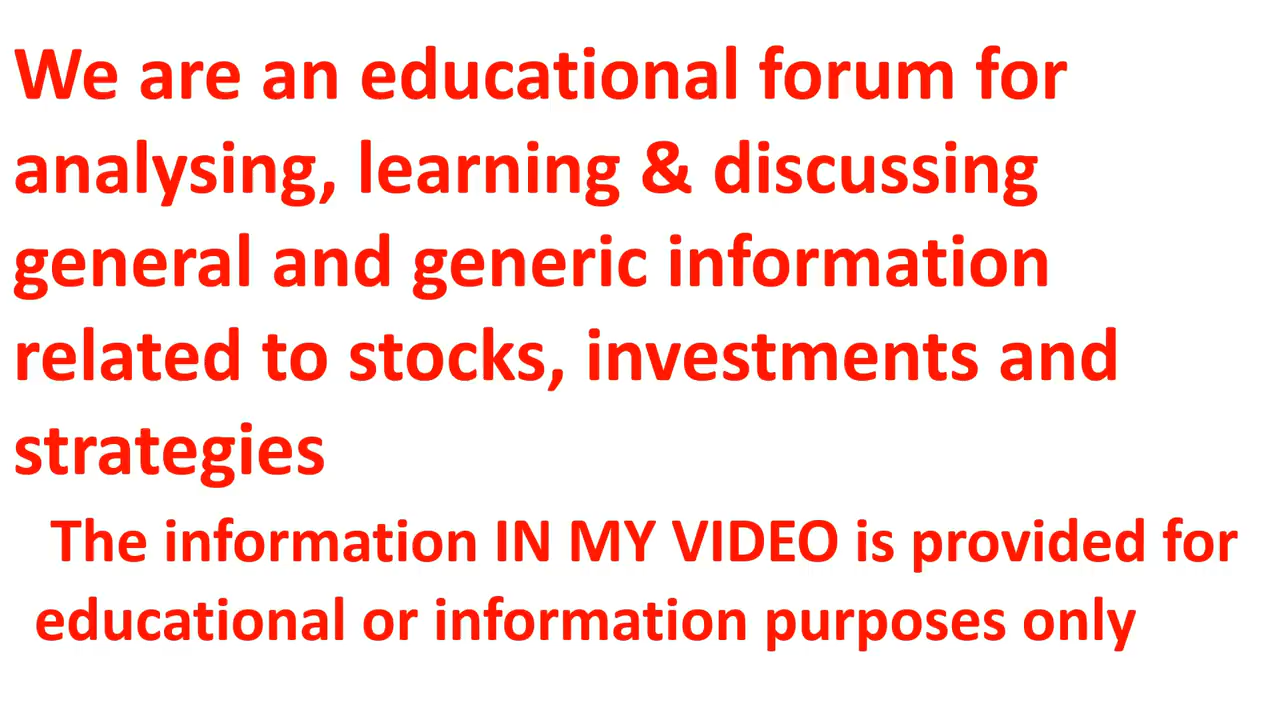 We are an educational forum for
analysing, learning & discussing
general and generic information
related to stocks, investments and
strategies
The information IN MY VIDEO is provided for
educational or information purposes only